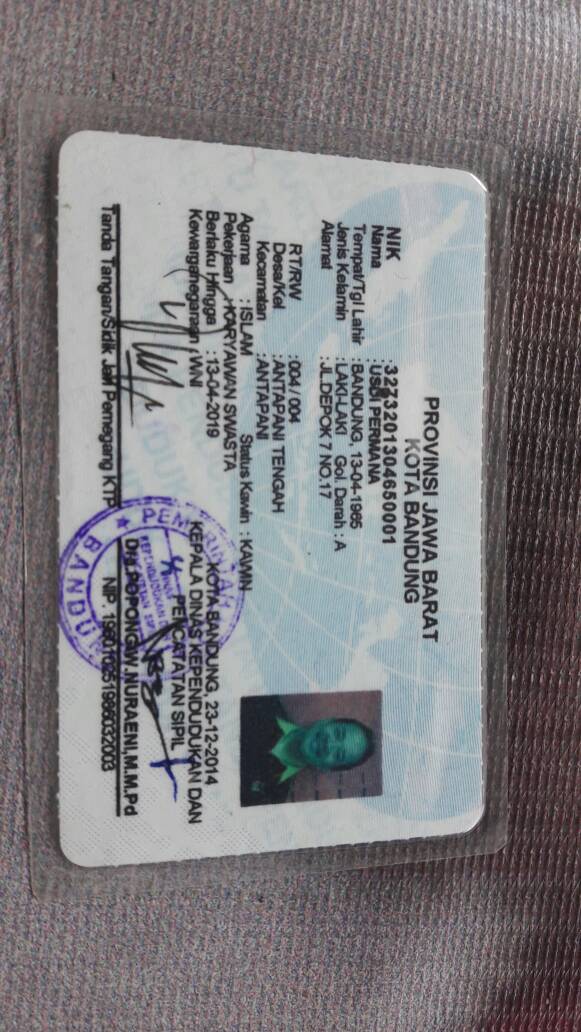 PROVINSI JAWA BARAT
KOTA BANDUNG
NIK : 3273201304650001
Nama : USDI PERMANA
Tempat/Tgl Lahir : BANDUNG, 13-04-1965
Jenis Kelamin : LAKI-LAKI Gol. Darah : A
Alamat : JL.DEPOK 7 NO.17
RT/RW : 004 / 004
Desa/Kel : ANTAPANI TENGAH
Kecamatan : ANTAPANI
Agama : ISLAM Status Kawin : KAWIN
Pekerjaan : KARYAWAN SWASTA
Berlaku Hingga : 13-04-2019
Kewarganegaraan : WNI
KOTA BANDUNG, 23-12-2014
KEPALA DINAS KEPENDUDUKAN DAN
PENCATATAN SIPIL
Drs.POPONG W.NURAENI,M.M.Pd
Tanda Tangan/Sidik Jari Pemegang KTP
NIP. 196010251986032003
PEMERINTAH
DINAS
KEPENDUDUKAN DAN
PENCATATAN SIPIL
BANDUNG